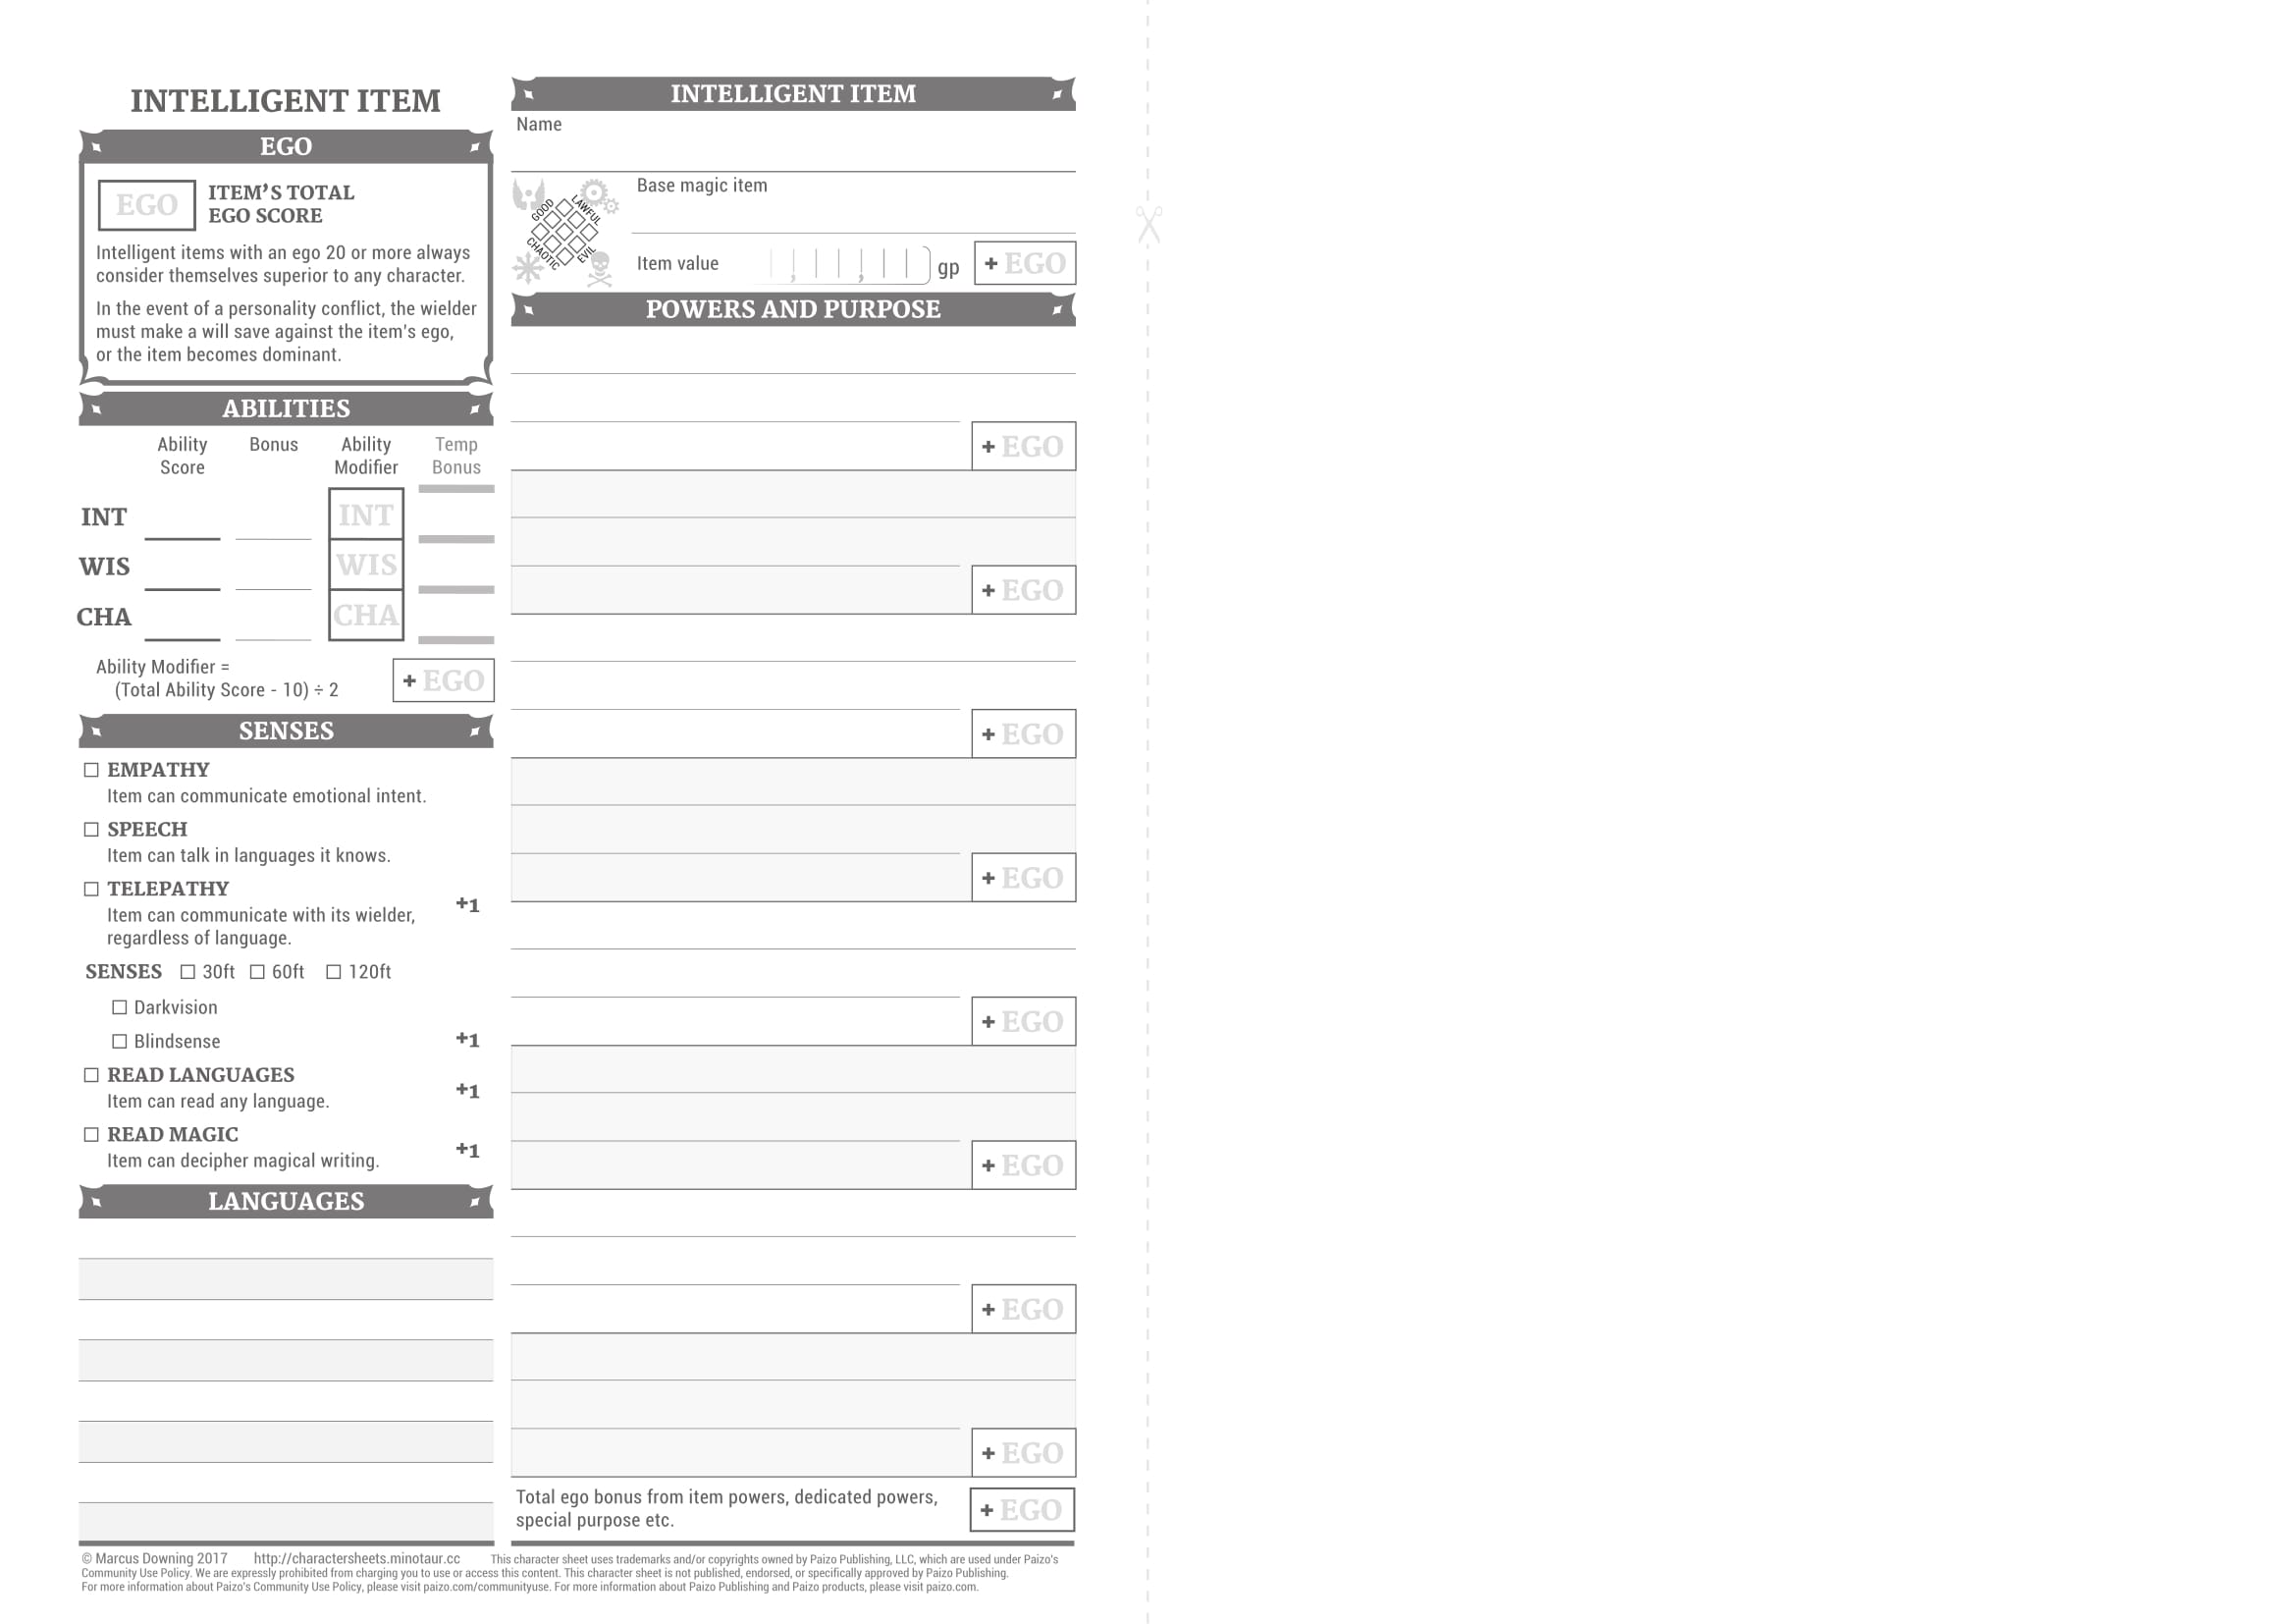 INTELLIGENT ITEM
EGO
EGO
ITEM’S TOTAL
EGO SCORE
Intelligent items with an ego 20 or more always
consider themselves superior to any character.
In the event of a personality conflict, the wielder
must make a will save against the item's ego,
or the item becomes dominant.
ABILITIES
Ability Score
Bonus
Ability Modifier
Temp Bonus
INT
INT
WIS
WIS
CHA
CHA
Ability Modifier =
(Total Ability Score - 10) ÷ 2
+ EGO
SENSES
EMPATHY
Item can communicate emotional intent.
SPEECH
Item can talk in languages it knows.
TELEPATHY
+1
Item can communicate with its wielder,
regardless of language.
SENSES 30ft 60ft 120ft
Darkvision
Blindsense +1
READ LANGUAGES
+1
Item can read any language.
READ MAGIC
+1
Item can decipher magical writing.
LANGUAGES
INTELLIGENT ITEM
Name
GOOD
LAWFUL
CHAOTIC
EVIL
Base magic item
Item value , , gp
+ EGO
POWERS AND PURPOSE
+ EGO
+ EGO
+ EGO
+ EGO
+ EGO
+ EGO
+ EGO
+ EGO
Total ego bonus from item powers, dedicated powers,
special purpose etc.
+ EGO
© Marcus Downing 2017 http://charactersheets.minotaur.cc This character sheet uses trademarks and/or copyrights owned by Paizo Publishing, LLC, which are used under Paizo's
Community Use Policy. We are expressly prohibited from charging you to use or access this content. This character sheet is not published, endorsed, or specifically approved by Paizo Publishing.
For more information about Paizo's Community Use Policy, please visit paizo.com/communityuse. For more information about Paizo Publishing and Paizo products, please visit paizo.com.